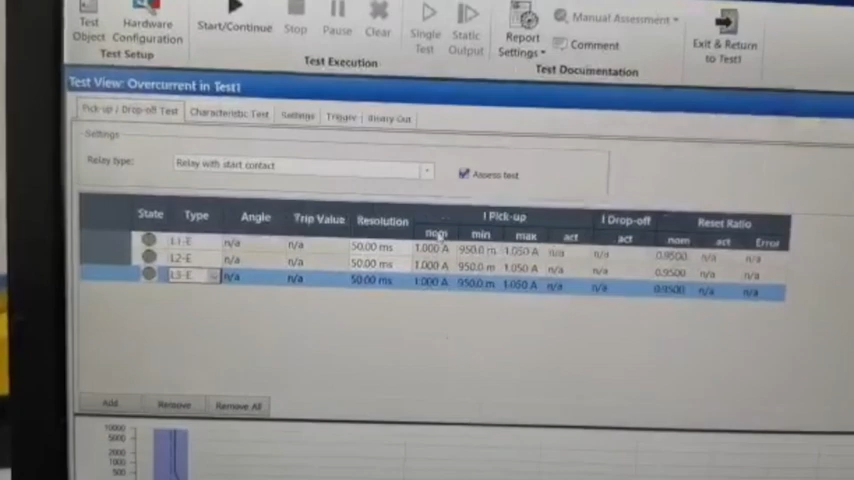 Test Object
Hardware Configuration
Test Setup
Start/Continue
Stop
Pause
Clear
Single Test
Static Output
Test Execution
Report Settings
Manual Assessment
Comment
Test Documentation
Exit & Return to Test1
Test View: Overcurrent in Test1
Pick-up / Drop-off Test
Characteristic Test
Settings
Trigger
Binary Out
Settings
Relay type:
Relay with start contact
Assess test
State Type Angle Trip Value Resolution I Pick-up I Drop-off Reset Ratio
nom min max act act nom act Error
L1-E n/a n/a 50.00 ms 1.000 A 950.0 m 1.050 A n/a n/a 0.9500 n/a n/a
L2-E n/a n/a 50.00 ms 1.000 A 950.0 m 1.050 A n/a n/a 0.9500 n/a n/a
L3-E n/a n/a 50.00 ms 1.000 A 950.0 m 1.050 A n/a n/a 0.9500 n/a n/a
Add
Remove
Remove All
10000
5000
2000
1000
500